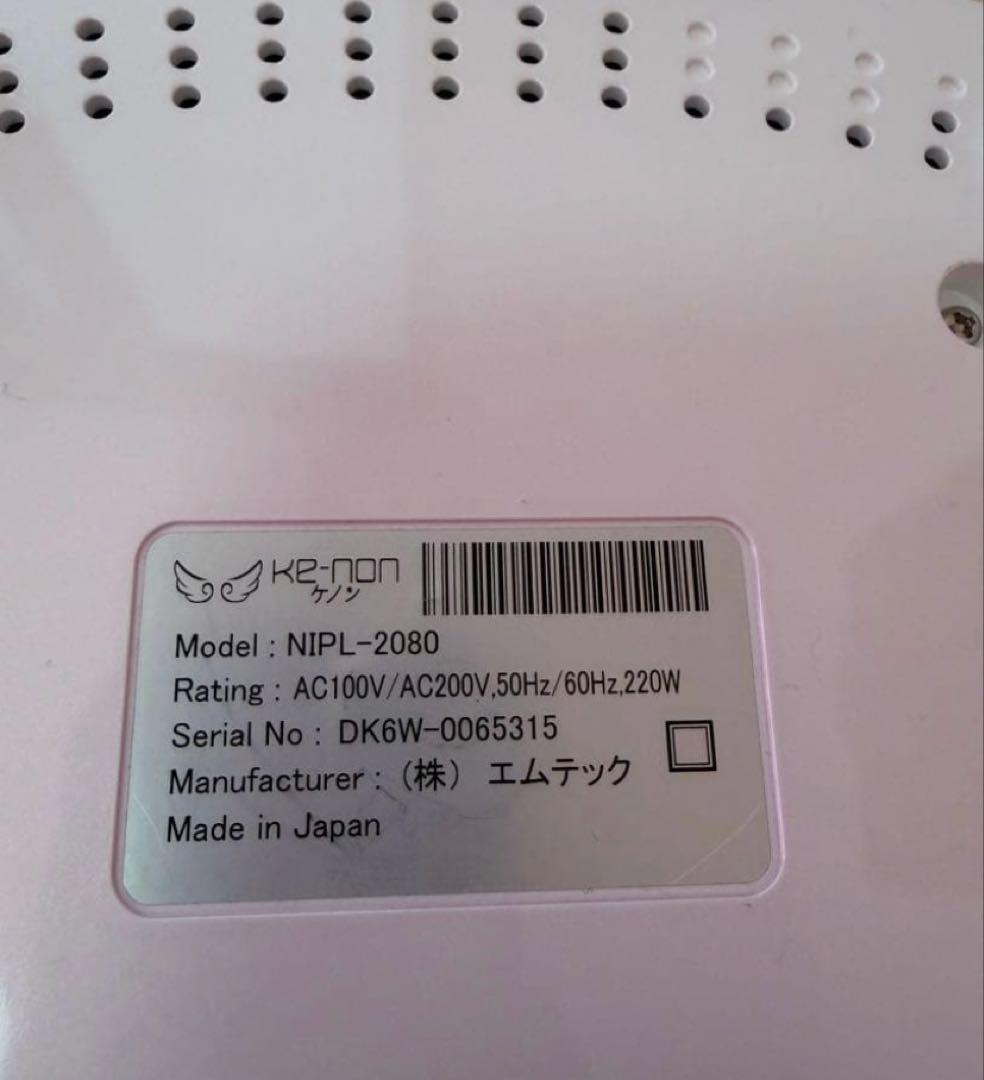 Ke-non
ケノン
Model : NIPL-2080
Rating : AC100V/AC200V,50Hz/60Hz,220W
Serial No : DK6W-0065315
Manufacturer : (株) エムテック
Made in Japan